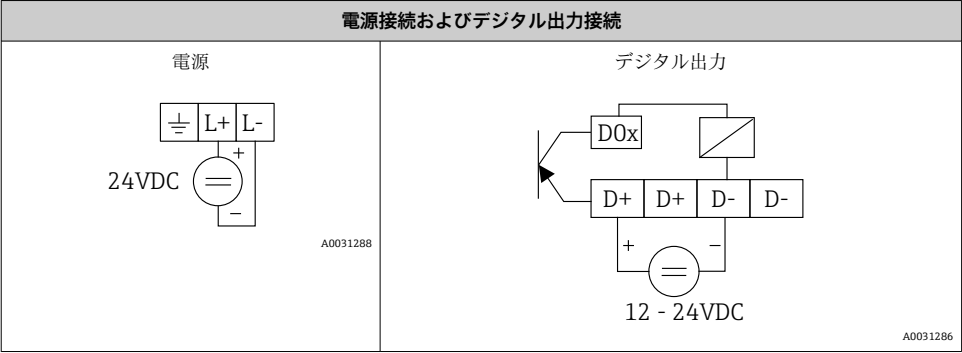 電源接続およびデジタル出力接続
電源
L+ L-
+
24VDC
−
A0031288
デジタル出力
DOx
D+ D+ D- D-
+ −
12 - 24VDC
A0031286